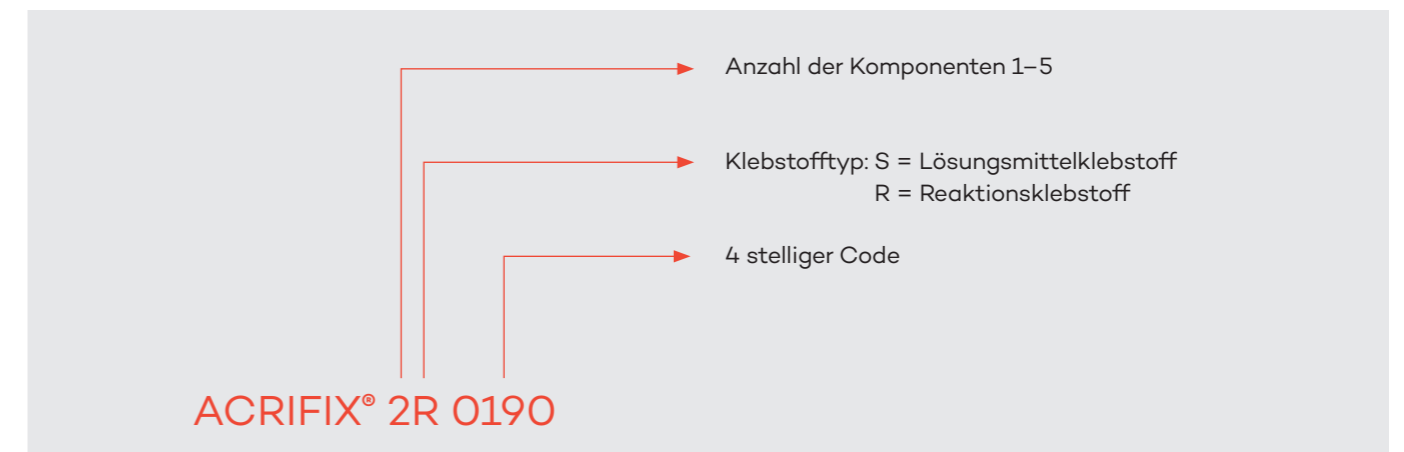 Anzahl der Komponenten 1–5
Klebstofftyp: S = Lösungsmittelklebstoff
R = Reaktionsklebstoff
4 stelliger Code
ACRIFIX® 2R 0190